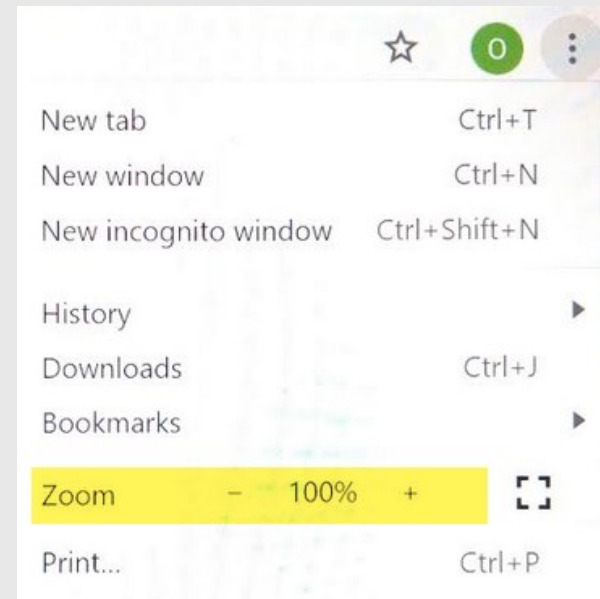 O
New tab Ctrl+T
New window Ctrl+N
New incognito window Ctrl+Shift+N
History
Downloads Ctrl+J
Bookmarks
Zoom - 100% +
Print... Ctrl+P